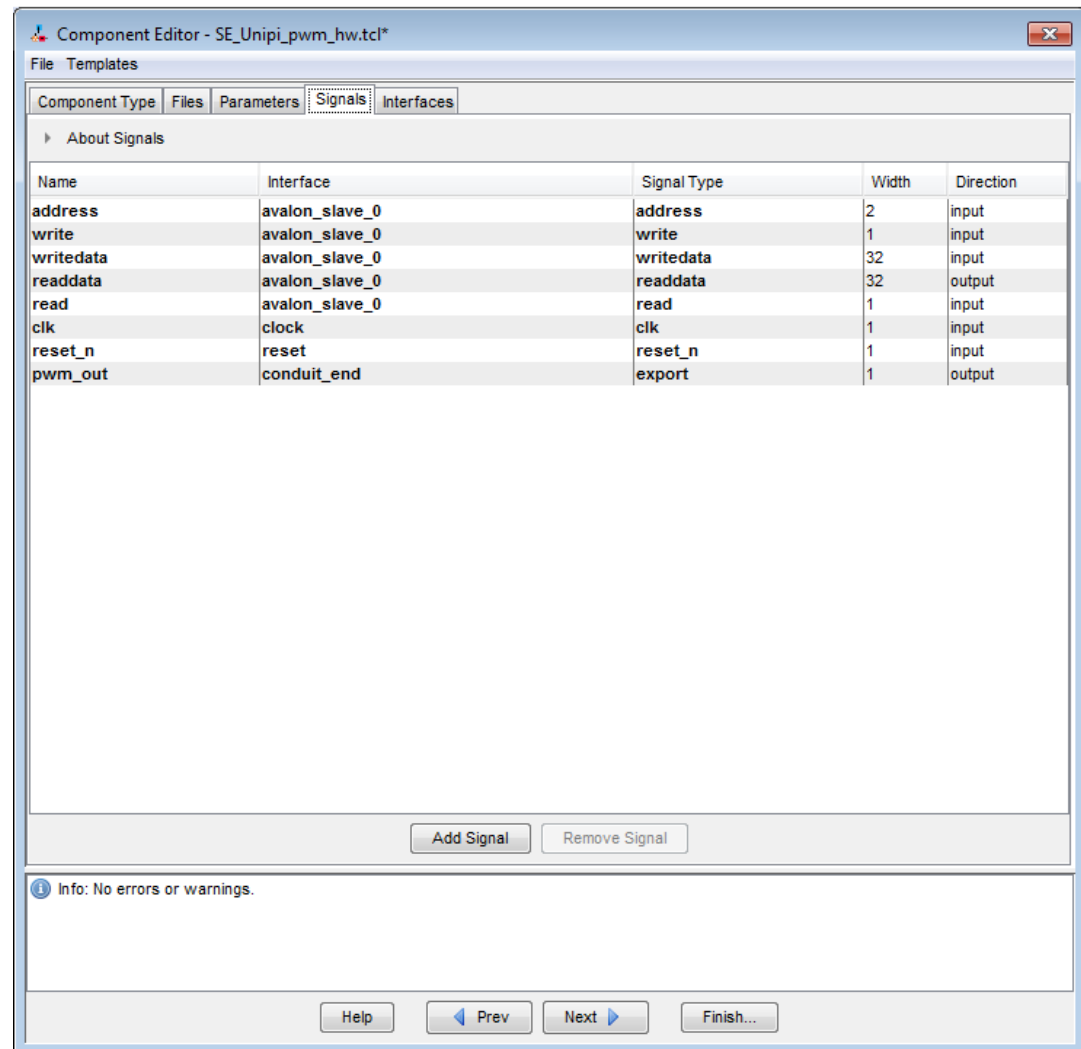 Component Editor - SE_Unipi_pwm_hw.tcl*
File Templates
Component Type Files Parameters Signals Interfaces
About Signals
Name Interface Signal Type Width Direction
address avalon_slave_0 address 2 input
write avalon_slave_0 write 1 input
writedata avalon_slave_0 writedata 32 input
readdata avalon_slave_0 readdata 32 output
read avalon_slave_0 read 1 input
clk clock clk 1 input
reset_n reset reset_n 1 input
pwm_out conduit_end export 1 output
Add Signal Remove Signal
Info: No errors or warnings.
Help Prev Next Finish...